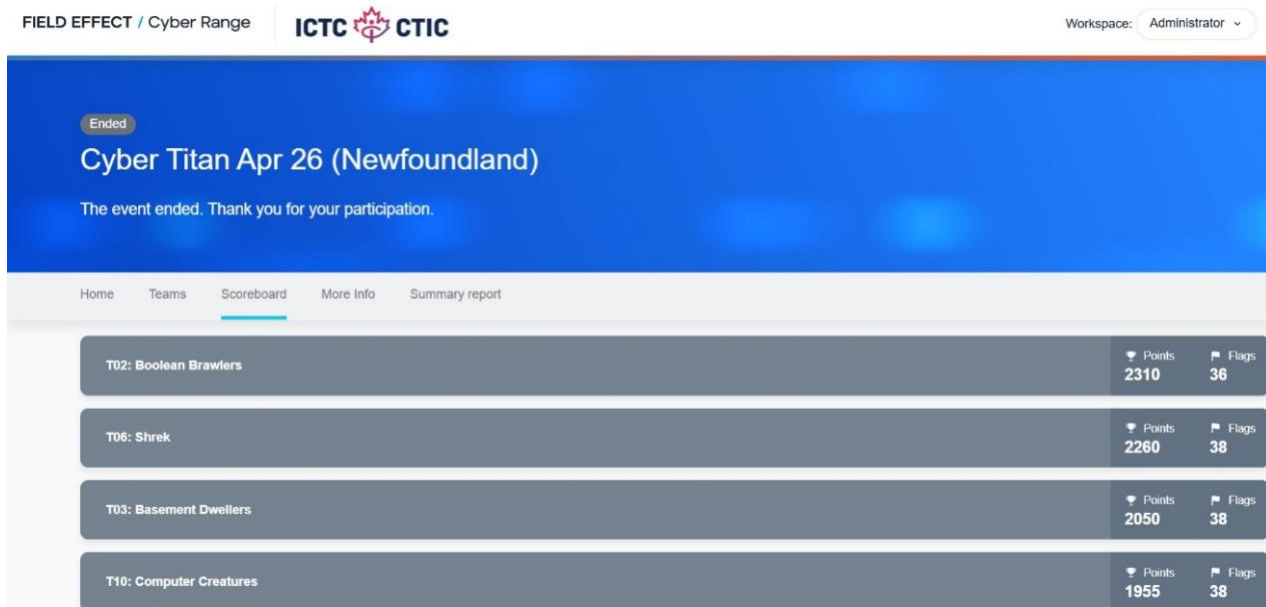 FIELD EFFECT / Cyber Range
ICTC CTIC
Workspace: Administrator
Ended
Cyber Titan Apr 26 (Newfoundland)
The event ended. Thank you for your participation.
Home Teams Scoreboard More Info Summary report
T02: Boolean Brawlers
Points Flags
2310 36
T06: Shrek
Points Flags
2260 38
T03: Basement Dwellers
Points Flags
2050 38
T10: Computer Creatures
Points Flags
1955 38